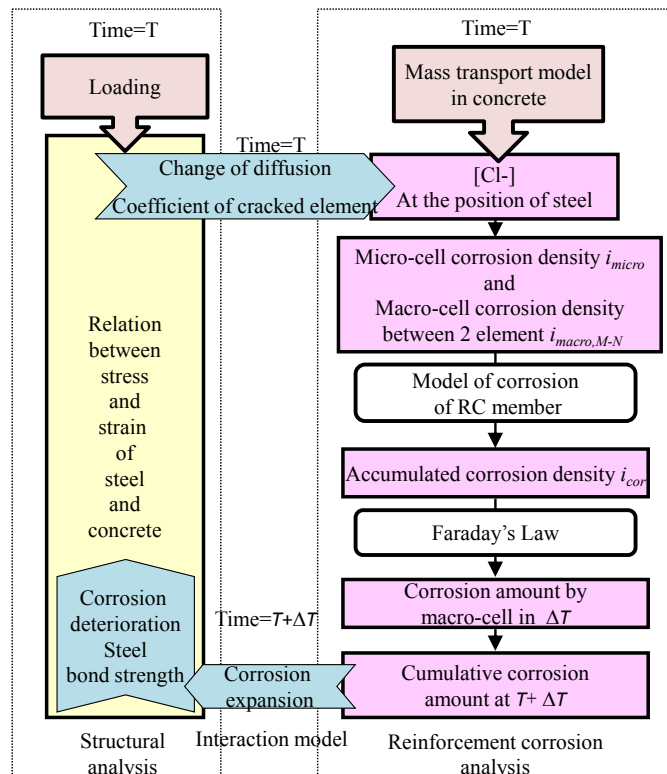 Time=T
Loading
Time=T
Change of diffusion
Coefficient of cracked element
Relation
between
stress
and
strain
of
steel
and
concrete
Corrosion
deterioration
Steel
bond strength
Structural
analysis
Time=T+ΔT
Corrosion
expansion
Interaction model
Time=T
Mass transport model
in concrete
[Cl-]
At the position of steel
Micro-cell corrosion density i_micro
and
Macro-cell corrosion density
between 2 element i_macro,M-N
Model of corrosion
of RC member
Accumulated corrosion density i_cor
Faraday’s Law
Corrosion amount by
macro-cell in ΔT
Cumulative corrosion
amount at T+ ΔT
Reinforcement corrosion
analysis